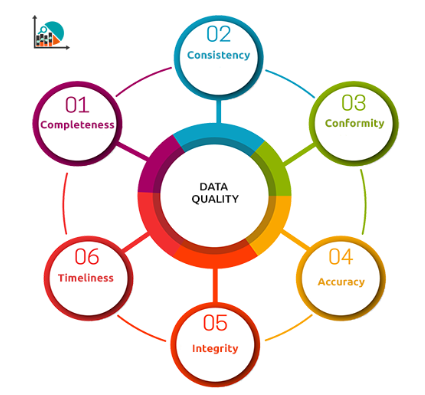 01
Completeness
02
Consistency
03
Conformity
04
Accuracy
05
Integrity
06
Timeliness
DATA
QUALITY